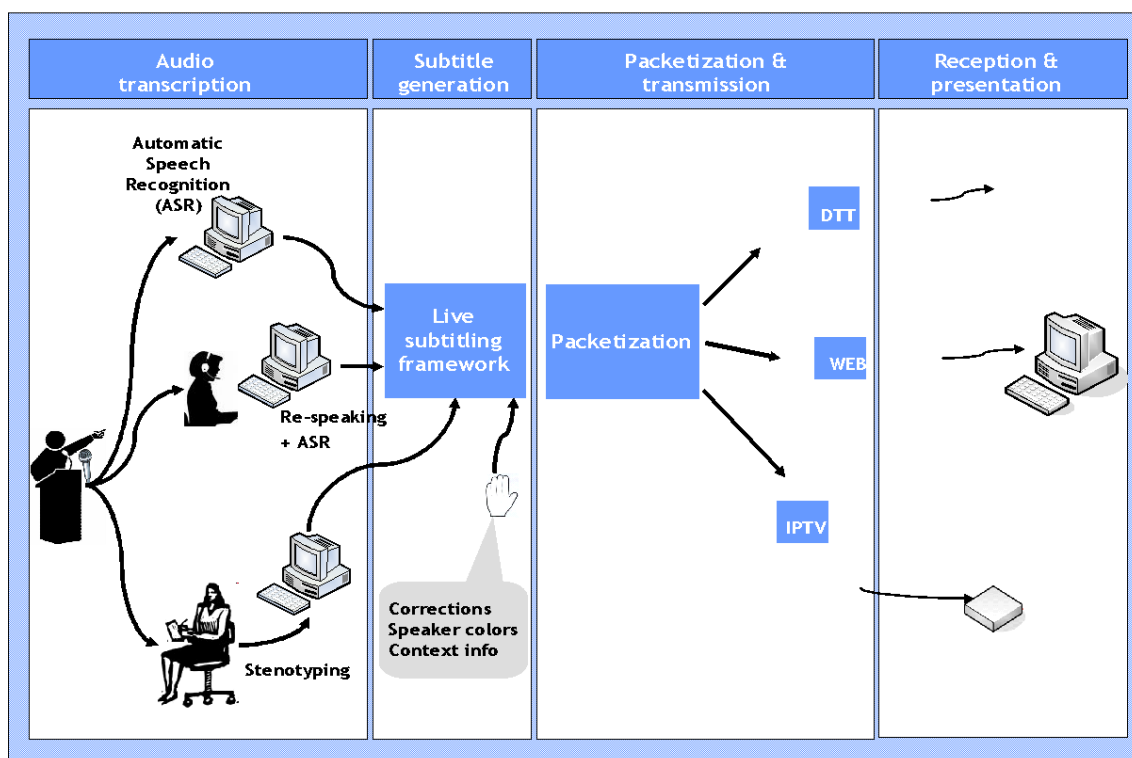 Audio
transcription
Subtitle
generation
Packetization &
transmission
Reception &
presentation
Automatic
Speech
Recognition
(ASR)
Re-speaking
+ ASR
Stenotyping
Live
subtitling
framework
Corrections
Speaker colors
Context info
Packetization
DTT
WEB
IPTV